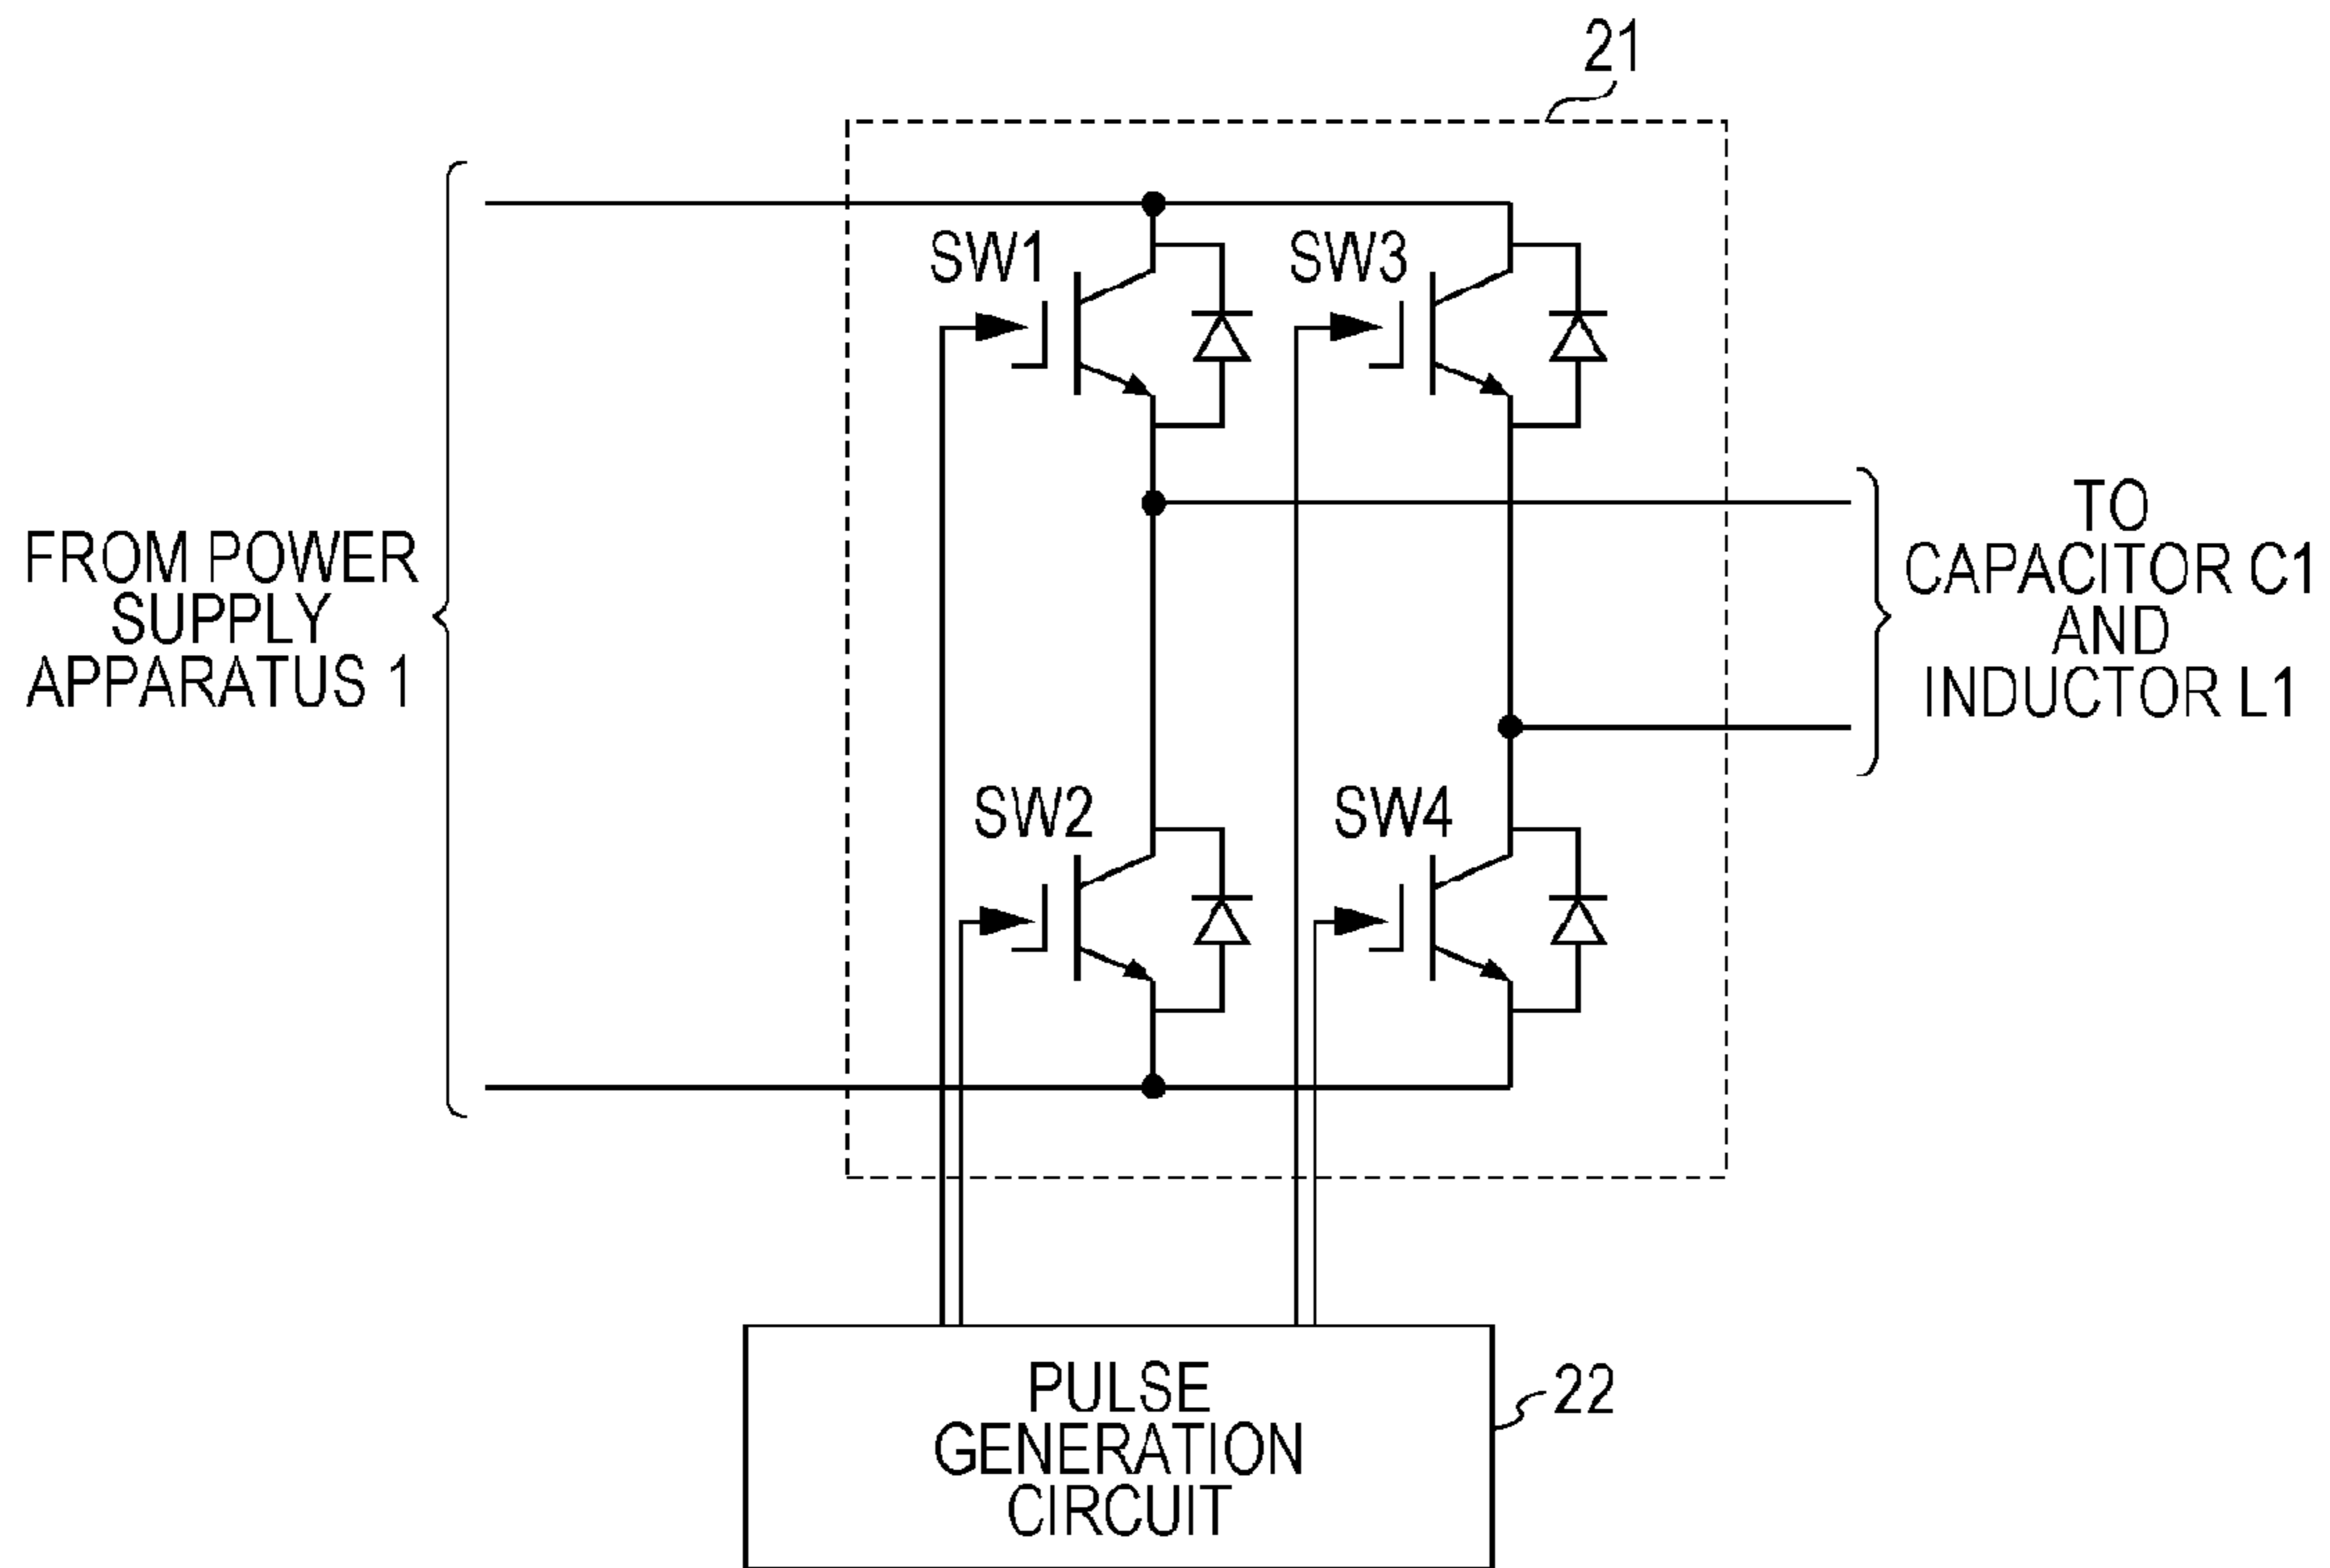 21
SW1
SW3
FROM POWER
SUPPLY
APPARATUS 1
TO
CAPACITOR C1
AND
INDUCTOR L1
SW2
SW4
PULSE
GENERATION
CIRCUIT
22